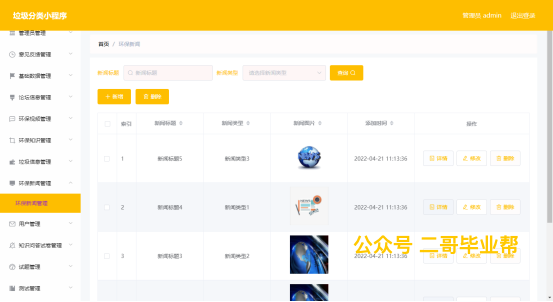 垃圾分类小程序
管理员 admin 退出登录
管理员管理
意见反馈管理
基础数据管理
论坛信息管理
环保视频管理
环保知识管理
垃圾信息管理
环保新闻管理
环保新闻管理
用户管理
知识问答试卷管理
试题管理
测试管理
首页 / 环保新闻
新闻标题 新闻标题 新闻类型 请选择新闻类型 查询
+ 新增 删除
索引 新闻标题 新闻类型 新闻图片 添加时间 操作
1 新闻标题5 新闻类型3 2022-04-21 11:13:36 详情 修改 删除
2 新闻标题4 新闻类型1 2022-04-21 11:13:36 详情 修改 删除
公众号 二哥毕业帮
3 新闻标题3 新闻类型2 2022-04-21 11:13:36